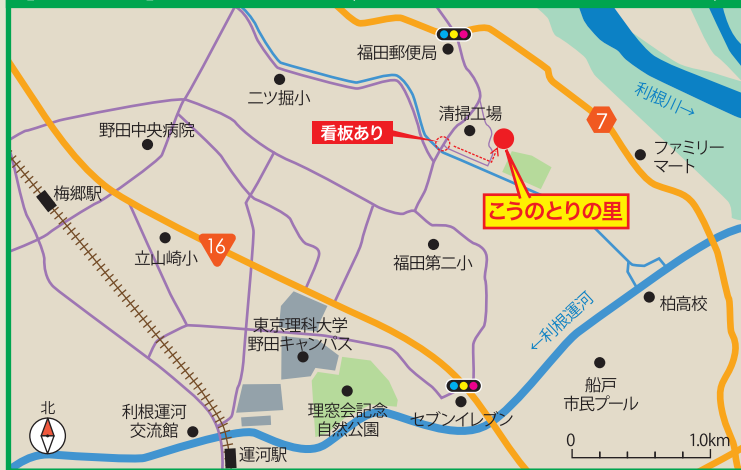 福田郵便局
二ツ掘小
利根川→
清掃工場
看板あり
7
野田中央病院
ファミリー
マート
梅郷駅
こうのとりの里
立山崎小
16
福田第二小
柏高校
←利根運河
東京理科大学
野田キャンパス
船戸
市民プール
北
利根運河
交流館
理窓会記念
自然公園
セブンイレブン
運河駅
0
1.0km